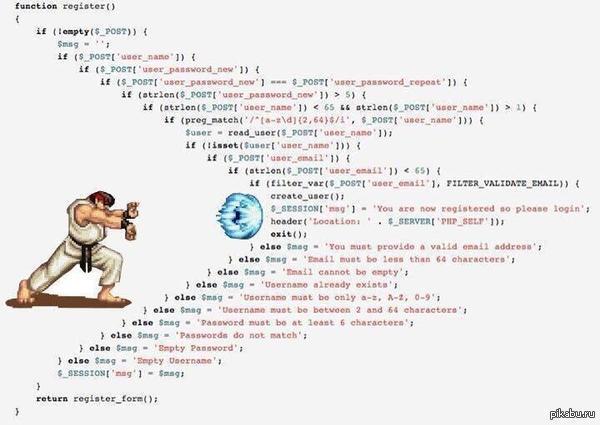 function register()
{
    if (!empty($_POST)) {
        $msg = '';
        if ($_POST['user_name']) {
            if ($_POST['user_password_new']) {
                if ($_POST['user_password_new'] === $_POST['user_password_repeat']) {
                    if (strlen($_POST['user_password_new']) > 5) {
                        if (strlen($_POST['user_name']) < 65 && strlen($_POST['user_name']) > 1) {
                            if (preg_match('/^[a-z\d]{2,64}$/i', $_POST['user_name'])) {
                                $user = read_user($_POST['user_name']);
                                if (!isset($user['user_name'])) {
                                    if ($_POST['user_email']) {
                                        if (strlen($_POST['user_email']) < 65) {
                                            if (filter_var($_POST['user_email'], FILTER_VALIDATE_EMAIL)) {
                                                create_user();
                                                $_SESSION['msg'] = 'You are now registered so please login';
                                                header('Location: ' . $_SERVER['PHP_SELF']);
                                                exit();
                                            } else $msg = 'You must provide a valid email address';
                                        } else $msg = 'Email must be less than 64 characters';
                                    } else $msg = 'Email cannot be empty';
                                } else $msg = 'Username already exists';
                            } else $msg = 'Username must be only a-z, A-Z, 0-9';
                        } else $msg = 'Username must be between 2 and 64 characters';
                    } else $msg = 'Password must be at least 6 characters';
                } else $msg = 'Passwords do not match';
            } else $msg = 'Empty Password';
        } else $msg = 'Empty Username';
        $_SESSION['msg'] = $msg;
    }
    return register_form();
}
pikabu.ru